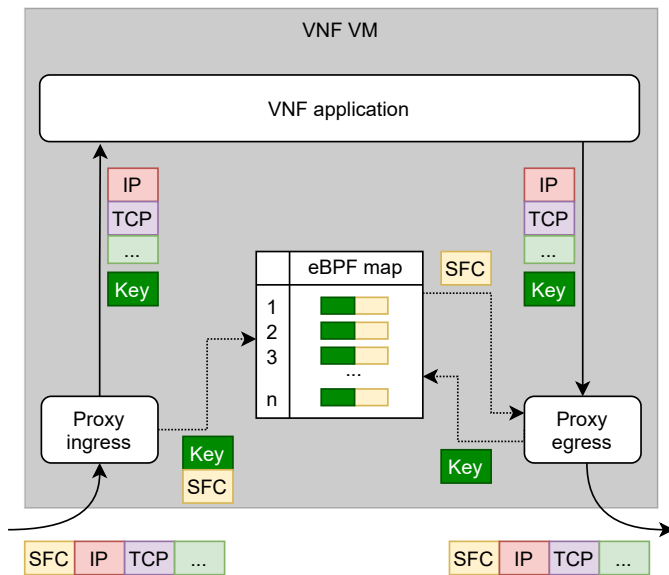 VNF VM
VNF application
IP
TCP
...
Key
IP
TCP
...
Key
eBPF map
SFC
1
2
3
...
n
Proxy
ingress
Key
SFC
Key
Proxy
egress
SFC IP TCP ...
SFC IP TCP ...